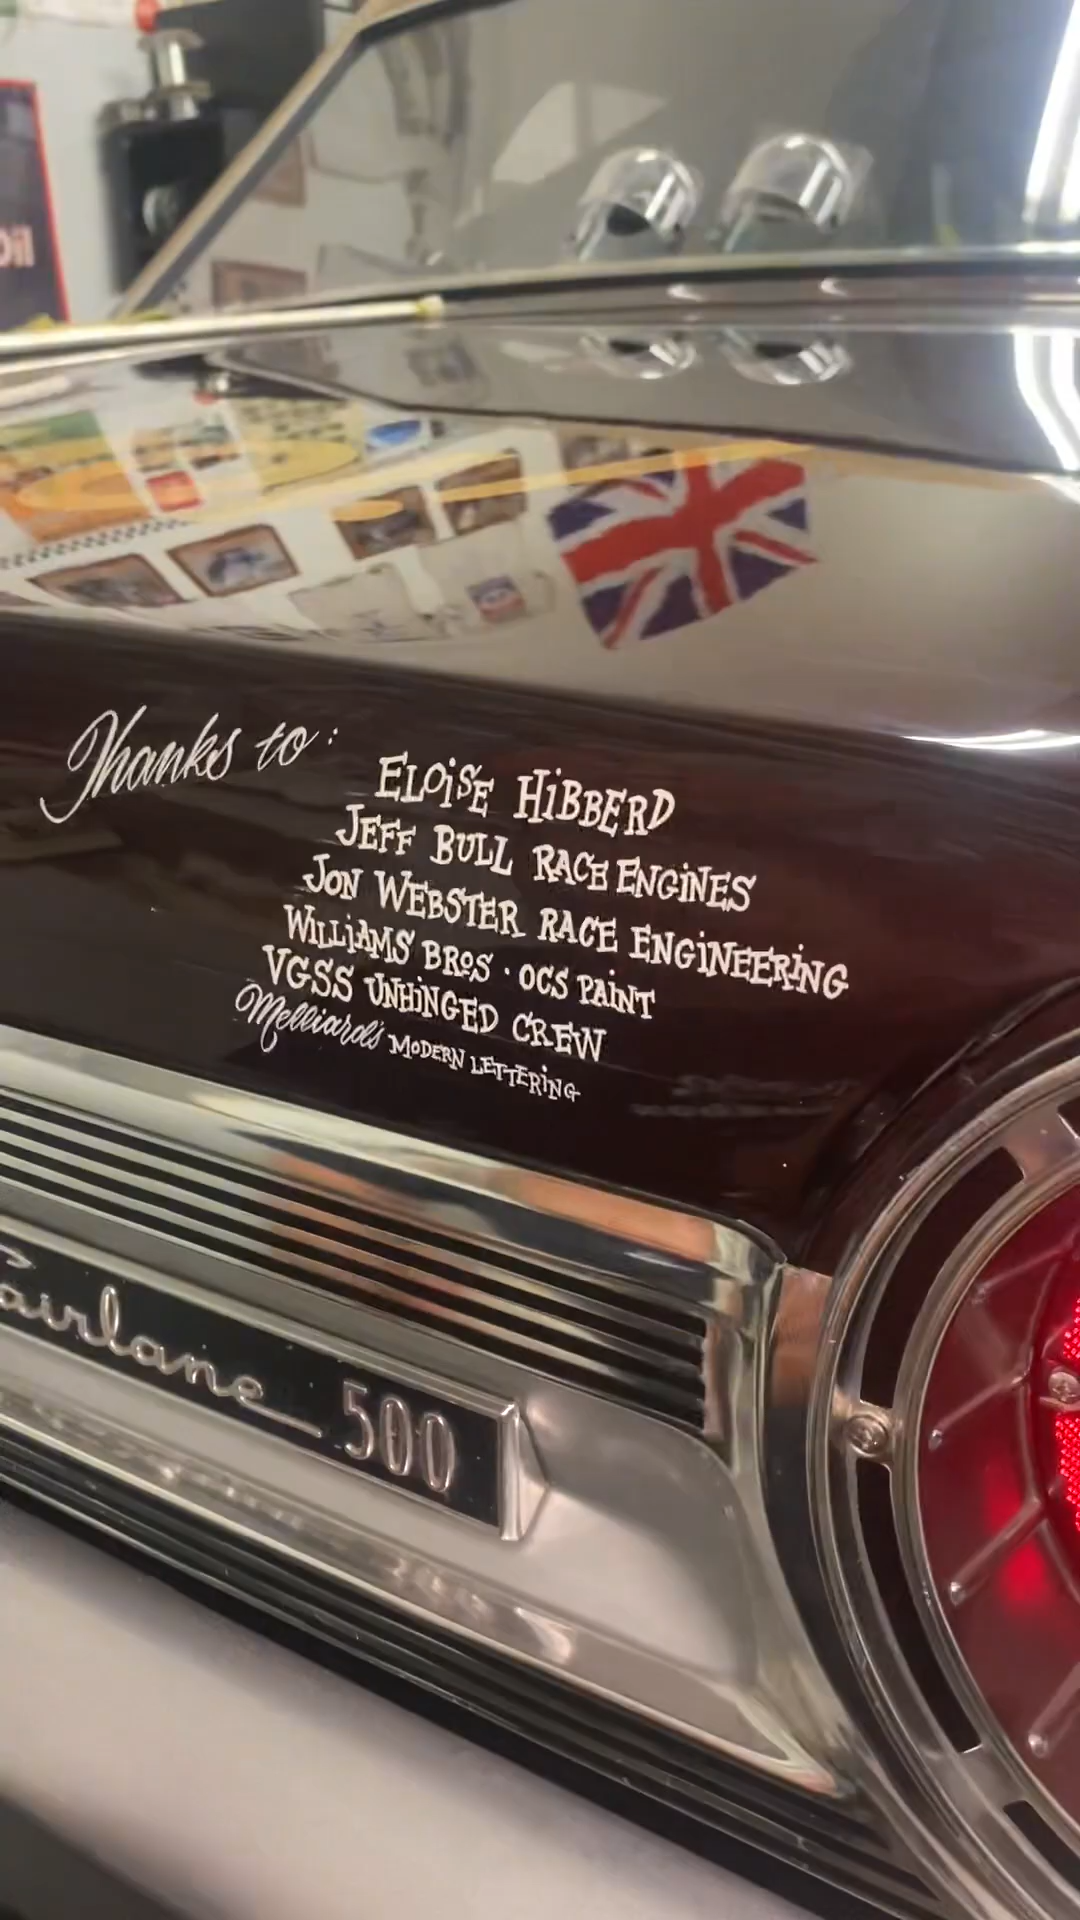 Oil
Thanks to:
ELOiSE HiBBERD
JEFF BULL RACE ENGiNES
JON WEBSTER RACE ENGiNEERiNG
WiLLiAMS BROS · OCS PAiNT
VGSS UNHiNGED CREW
Melliard's MODERN LETTERiNG
Fairlane 500